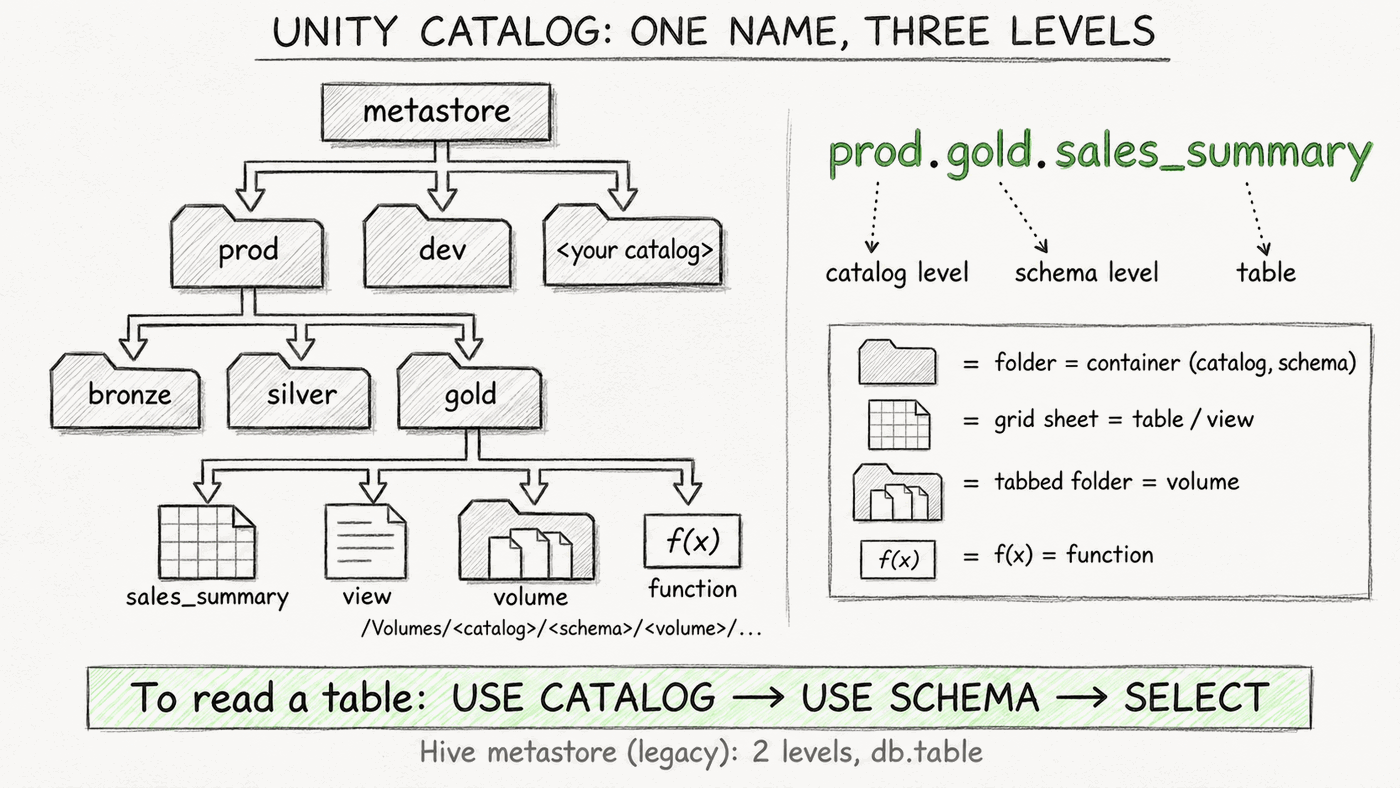 UNITY CATALOG: ONE NAME, THREE LEVELS
metastore
prod
dev
<your catalog>
bronze
silver
gold
sales_summary
view
volume
f(x)
function
/Volumes/<catalog>/<schema>/<volume>/...
prod.gold.sales_summary
catalog level
schema level
table
= folder = container (catalog, schema)
= grid sheet = table / view
= tabbed folder = volume
f(x) = f(x) = function
To read a table: USE CATALOG → USE SCHEMA → SELECT
Hive metastore (legacy): 2 levels, db.table